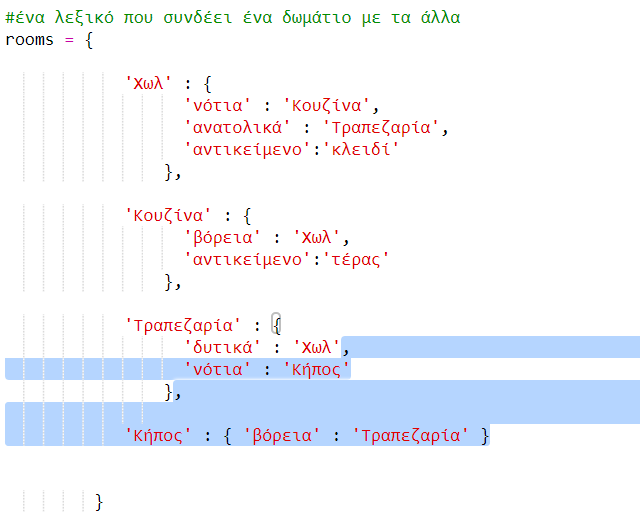 #ένα λεξικό που συνδέει ένα δωμάτιο με τα άλλα
rooms = {
'Χωλ' : {
'νότια' : 'Κουζίνα',
'ανατολικά' : 'Τραπεζαρία',
'αντικείμενο':'κλειδί'
},
'Κουζίνα' : {
'βόρεια' : 'Χωλ',
'αντικείμενο':'τέρας'
},
'Τραπεζαρία' : {
'δυτικά' : 'Χωλ',
'νότια' : 'Κήπος'
},
'Κήπος' : { 'βόρεια' : 'Τραπεζαρία' }
}